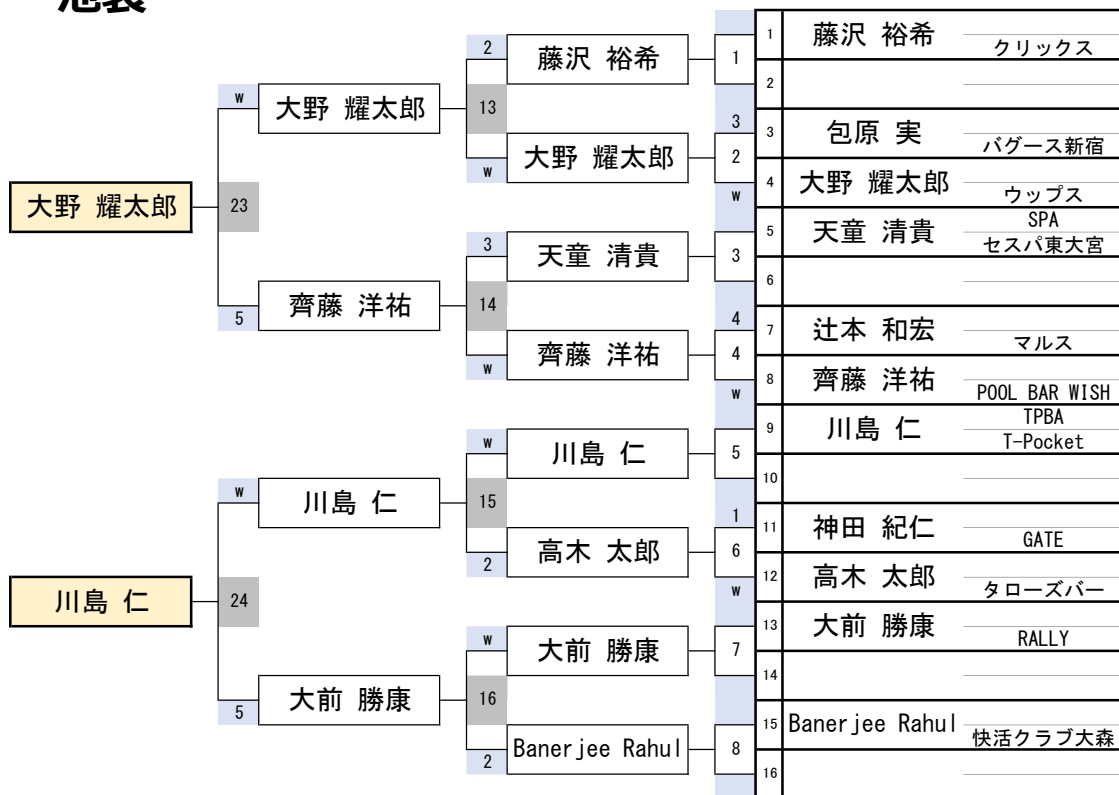 池袋
1 藤沢 裕希 クリックス
2
3 包原 実 バグース新宿
4 大野 耀太郎 ウップス
5 天童 清貴 SPA
セスパ東大宮
6
7 辻本 和宏 マルス
8 齊藤 洋祐 POOL BAR WISH
9 川島 仁 TPBA
T-Pocket
10
11 神田 紀仁 GATE
12 高木 太郎 タローズバー
13 大前 勝康 RALLY
14
15 Banerjee Rahul 快活クラブ大森
16
1
3
2
W
3
4
4
W
5
1
6
W
7
8
2 藤沢 裕希
13
W 大野 耀太郎
3 天童 清貴
14
W 齊藤 洋祐
W 川島 仁
15
2 高木 太郎
W 大前 勝康
16
2 Banerjee Rahul
W 大野 耀太郎
23
5 齊藤 洋祐
W 川島 仁
24
5 大前 勝康
大野 耀太郎
川島 仁